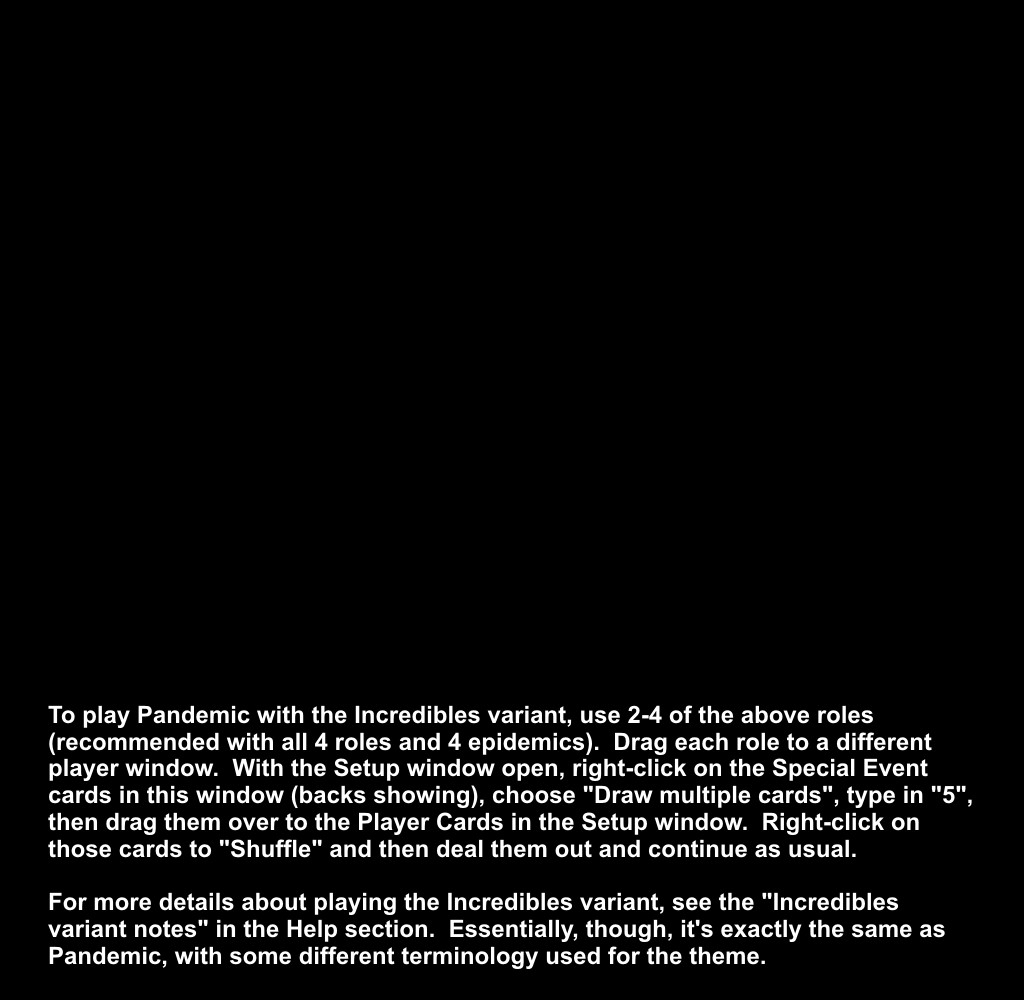 To play Pandemic with the Incredibles variant, use 2-4 of the above roles
(recommended with all 4 roles and 4 epidemics).  Drag each role to a different
player window.  With the Setup window open, right-click on the Special Event
cards in this window (backs showing), choose "Draw multiple cards", type in "5",
then drag them over to the Player Cards in the Setup window.  Right-click on
those cards to "Shuffle" and then deal them out and continue as usual.

For more details about playing the Incredibles variant, see the "Incredibles
variant notes" in the Help section.  Essentially, though, it's exactly the same as
Pandemic, with some different terminology used for the theme.